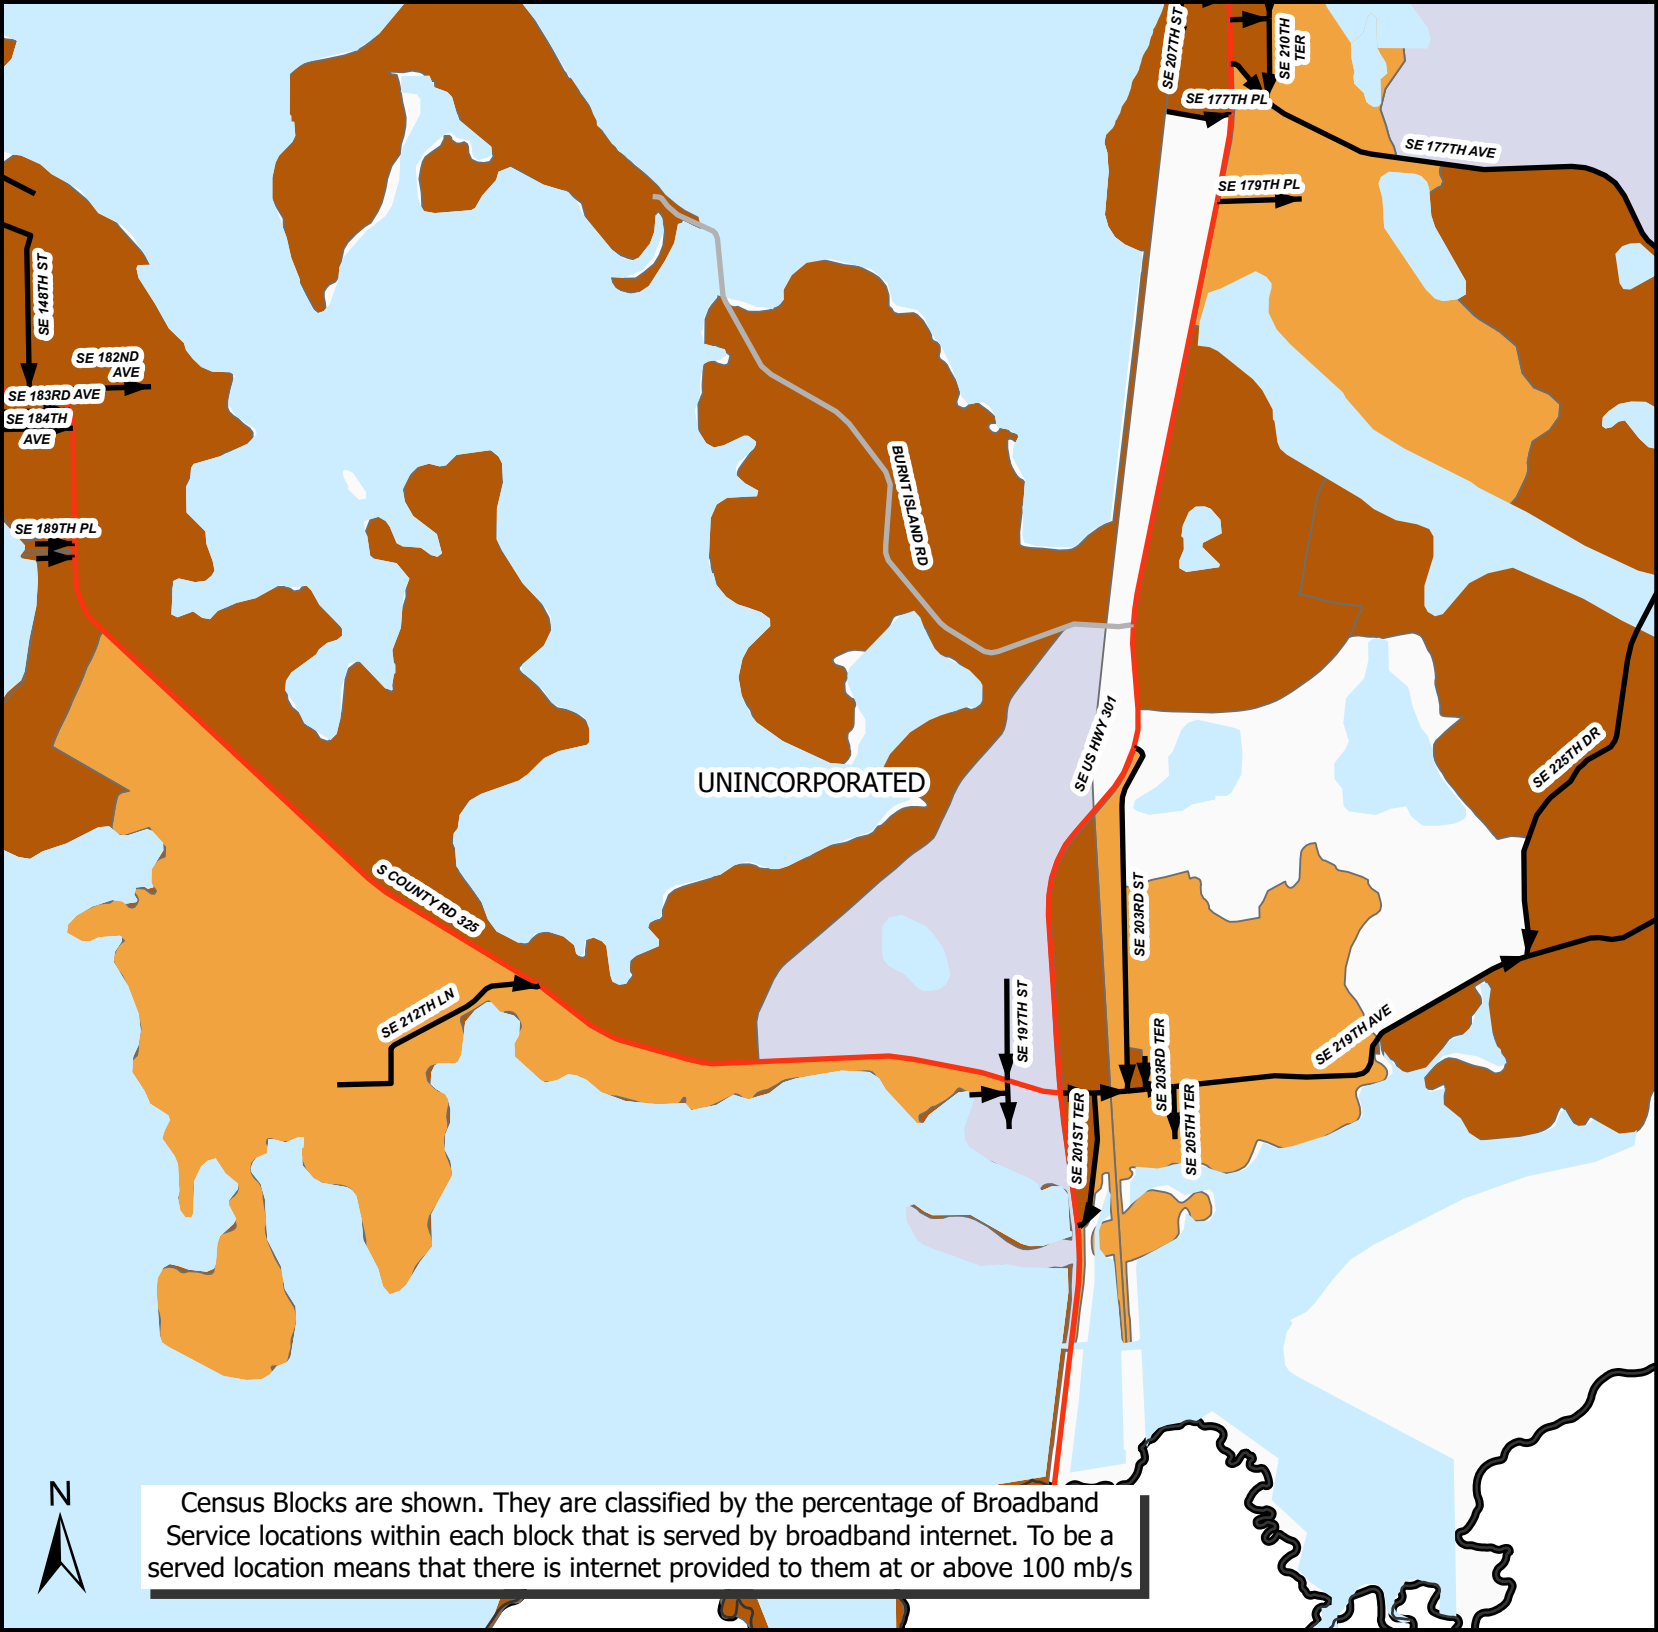 SE 207TH ST
SE 210TH
TER
SE 177TH PL
SE 177TH AVE
SE 179TH PL
SE 148TH ST
SE 182ND
AVE
SE 183RD AVE
SE 184TH
AVE
SE 189TH PL
BURNT ISLAND RD
SE US HWY 301
SE 225TH DR
UNINCORPORATED
S COUNTY RD 325
SE 203RD ST
SE 212TH LN
SE 197TH ST
SE 219TH AVE
SE 203RD TER
SE 201ST TER
SE 205TH TER
N
Census Blocks are shown. They are classified by the percentage of Broadband
Service locations within each block that is served by broadband internet. To be a
served location means that there is internet provided to them at or above 100 mb/s